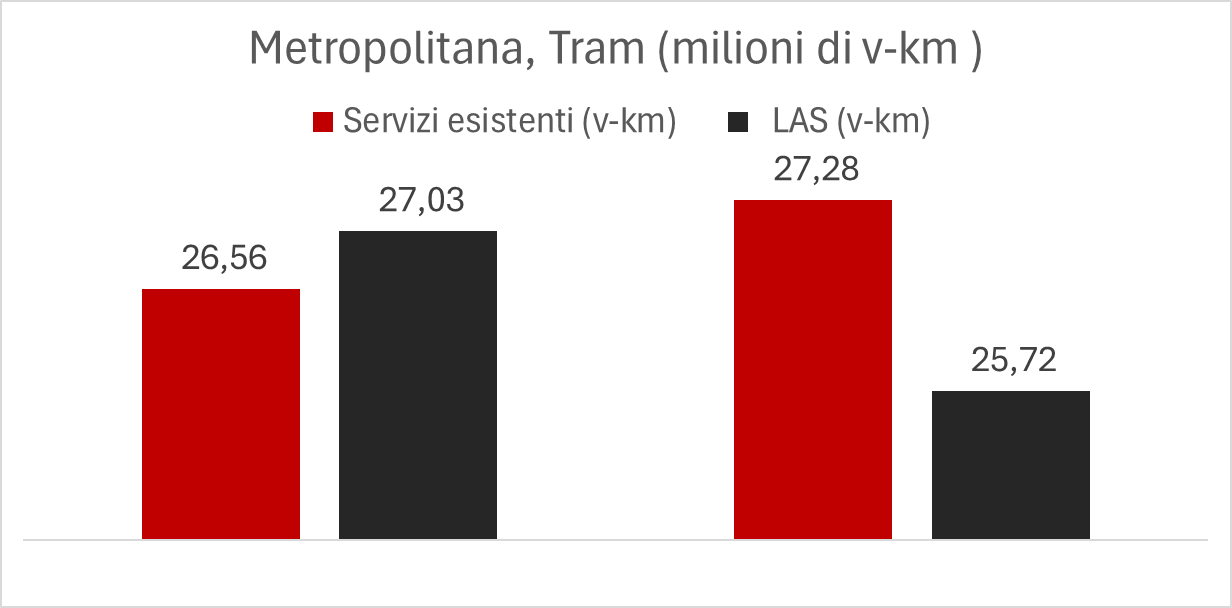 Metropolitana, Tram (milioni di v-km )
Servizi esistenti (v-km) LAS (v-km)
26,56
27,03
27,28
25,72